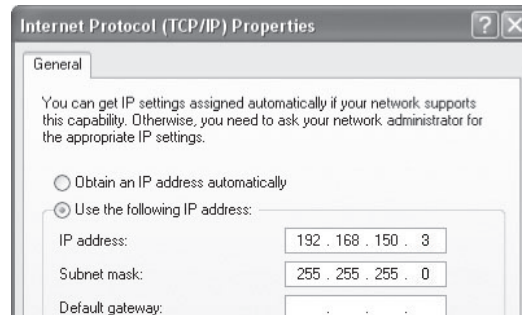 Internet Protocol (TCP/IP) Properties
General
You can get IP settings assigned automatically if your network supports
this capability. Otherwise, you need to ask your network administrator for
the appropriate IP settings.
Obtain an IP address automatically
Use the following IP address:
IP address: 192 . 168 . 150 . 3
Subnet mask: 255 . 255 . 255 . 0
Default gateway: . . .